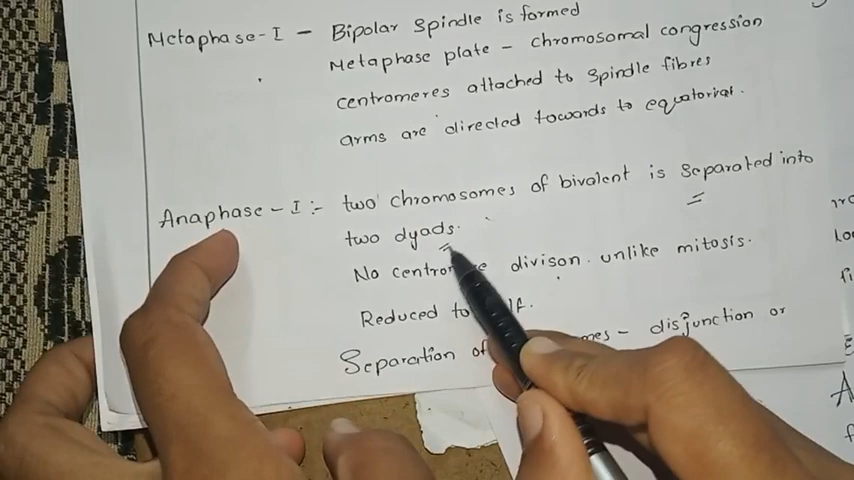 Metaphase-I - Bipolar spindle is formed
Metaphase plate - chromosomal congression
centromeres attached to spindle fibres
arms are directed towards to equatorial.
Anaphase-I :- two chromosomes of bivalent is separated into
two dyads.
No divison unlike mitosis.
Reduced to
Separation of - disjunction or